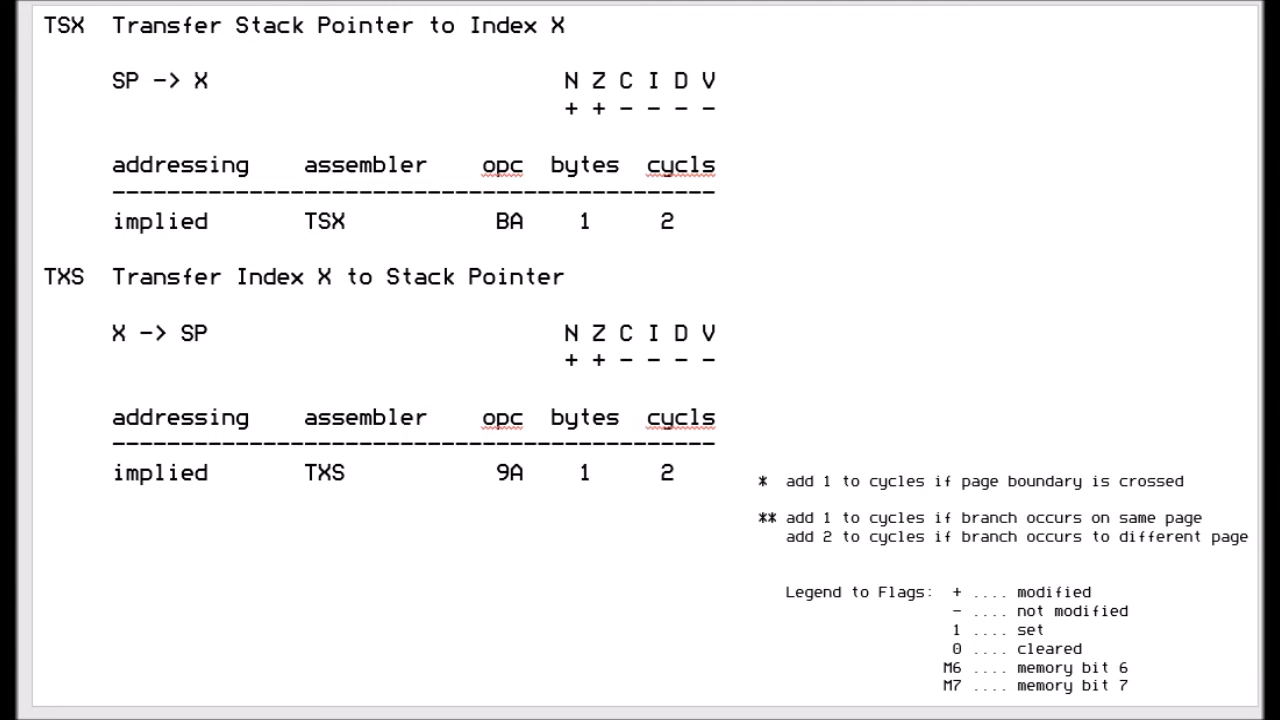 TSX  Transfer Stack Pointer to Index X
SP -> X                          N Z C I D V
                                 + + - - - -
addressing    assembler    opc  bytes  cycls
--------------------------------------------
implied       TSX           BA    1     2
TXS  Transfer Index X to Stack Pointer
X -> SP                          N Z C I D V
                                 + + - - - -
addressing    assembler    opc  bytes  cycls
--------------------------------------------
implied       TXS           9A    1     2
*  add 1 to cycles if page boundary is crossed
** add 1 to cycles if branch occurs on same page
   add 2 to cycles if branch occurs to different page
Legend to Flags:  + .... modified
                  - .... not modified
                  1 .... set
                  0 .... cleared
                 M6 .... memory bit 6
                 M7 .... memory bit 7